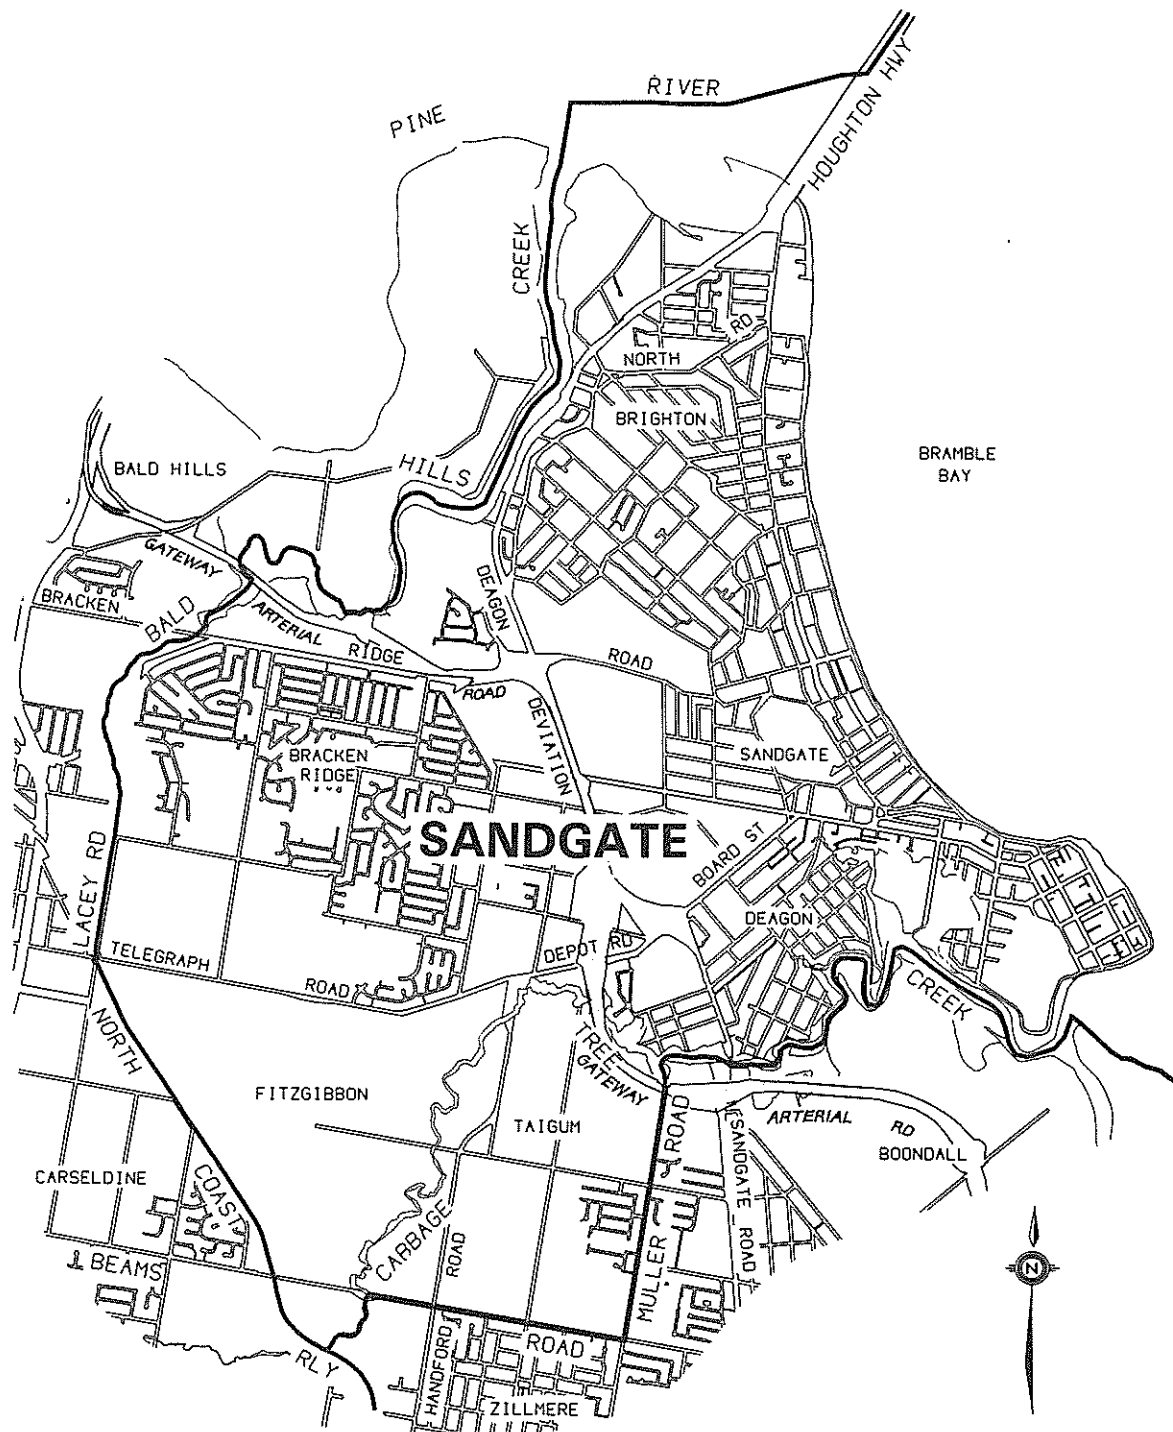 RIVER
PINE
HOUGHTON HWY
CREEK
RD
NORTH
BRIGHTON
BRAMBLE
BAY
BALD HILLS
HILLS
GATEWAY
DEAGON
BRACKEN
BALD
ARTERIAL
RIDGE
ROAD
ROAD
DEVIATION
SANDGATE
BRACKEN
RIDGE
SANDGATE
LACEY RD
BOARD ST
DEAGON
TELEGRAPH
DEPOT RD
ROAD
CREEK
NORTH
TREE
GATEWAY
FITZGIBBON
TAIGUM
ROAD
SANDGATE ROAD
ARTERIAL
RD
BOONDALL
CARSELDINE
COAST
CABBAGE
ROAD
MULLER
BEAMS
N
ROAD
RLY
HANDFORD
ZILLMERE